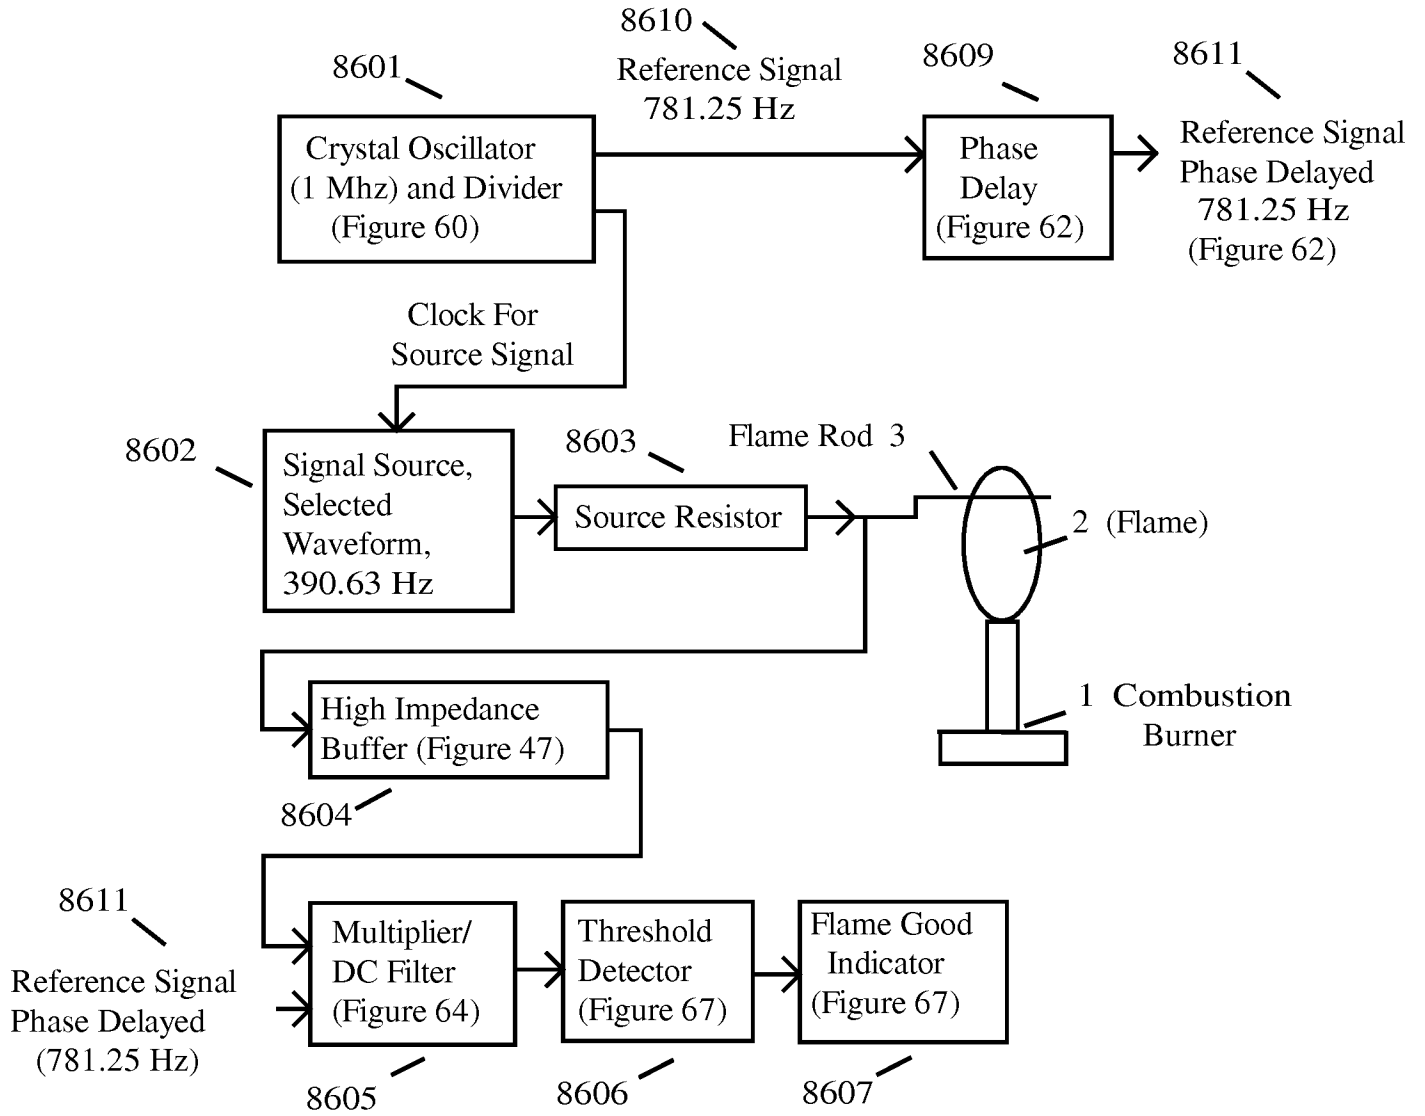 8610
8601
Reference Signal
781.25 Hz
8609
8611
Crystal Oscillator
(1 Mhz) and Divider
(Figure 60)
Phase
Delay
(Figure 62)
Reference Signal
Phase Delayed
781.25 Hz
(Figure 62)
Clock For
Source Signal
8602
Signal Source,
Selected
Waveform,
390.63 Hz
8603
Source Resistor
Flame Rod 3
2 (Flame)
1 Combustion
Burner
High Impedance
Buffer (Figure 47)
8604
8611
Reference Signal
Phase Delayed
(781.25 Hz)
Multiplier/
DC Filter
(Figure 64)
8605
Threshold
Detector
(Figure 67)
8606
Flame Good
Indicator
(Figure 67)
8607